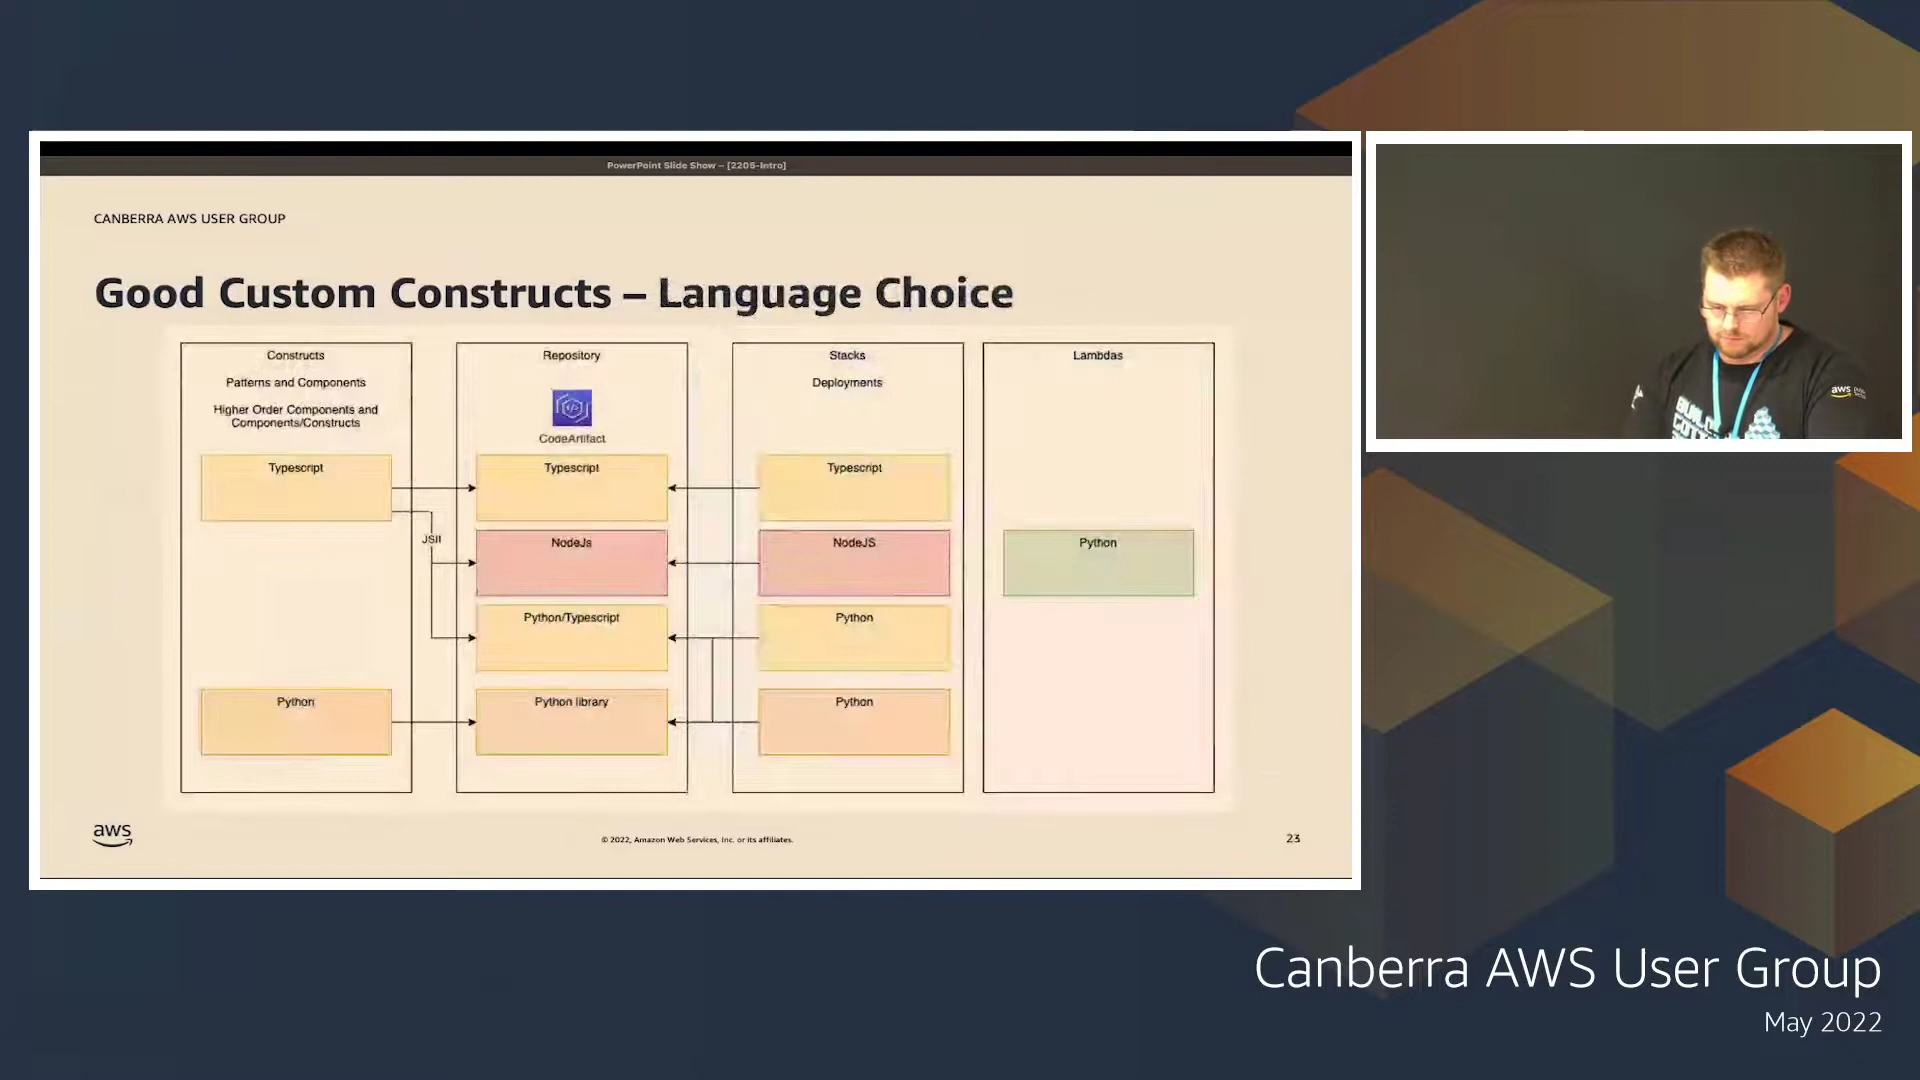 PowerPoint Slide Show – [2205-Intro]
CANBERRA AWS USER GROUP
Good Custom Constructs – Language Choice
Constructs
Patterns and Components
Higher Order Components and
Components/Constructs
Typescript
JSII
Python
Repository
CodeArtifact
Typescript
NodeJs
Python/Typescript
Python library
Stacks
Deployments
Typescript
NodeJS
Python
Python
Lambdas
Python
aws
© 2022, Amazon Web Services, Inc. or its affiliates.
23
aws
Canberra AWS User Group
May 2022